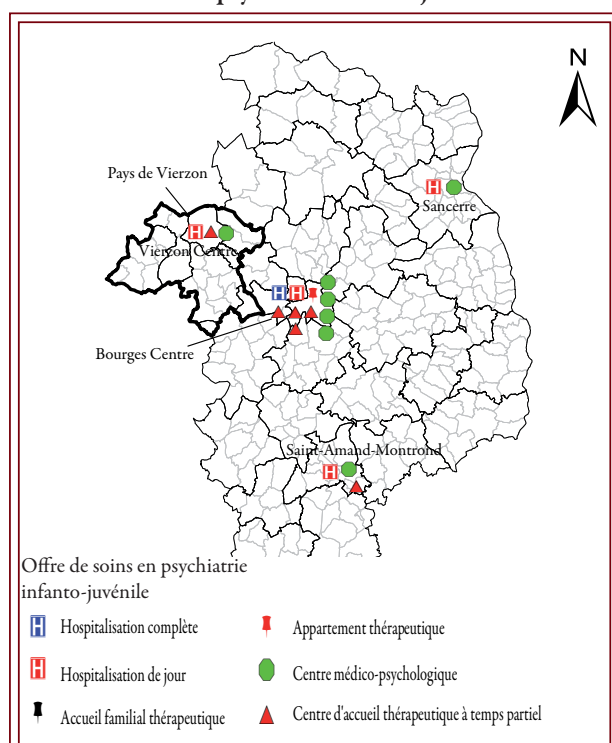 N
Pays de Vierzon
Sancerre
Vierzon Centre
Bourges Centre
Saint-Amand-Montrond
Offre de soins en psychiatrie
infanto-juvénile
Hospitalisation complète
Appartement thérapeutique
Hospitalisation de jour
Centre médico-psychologique
Accueil familial thérapeutique
Centre d'accueil thérapeutique à temps partiel